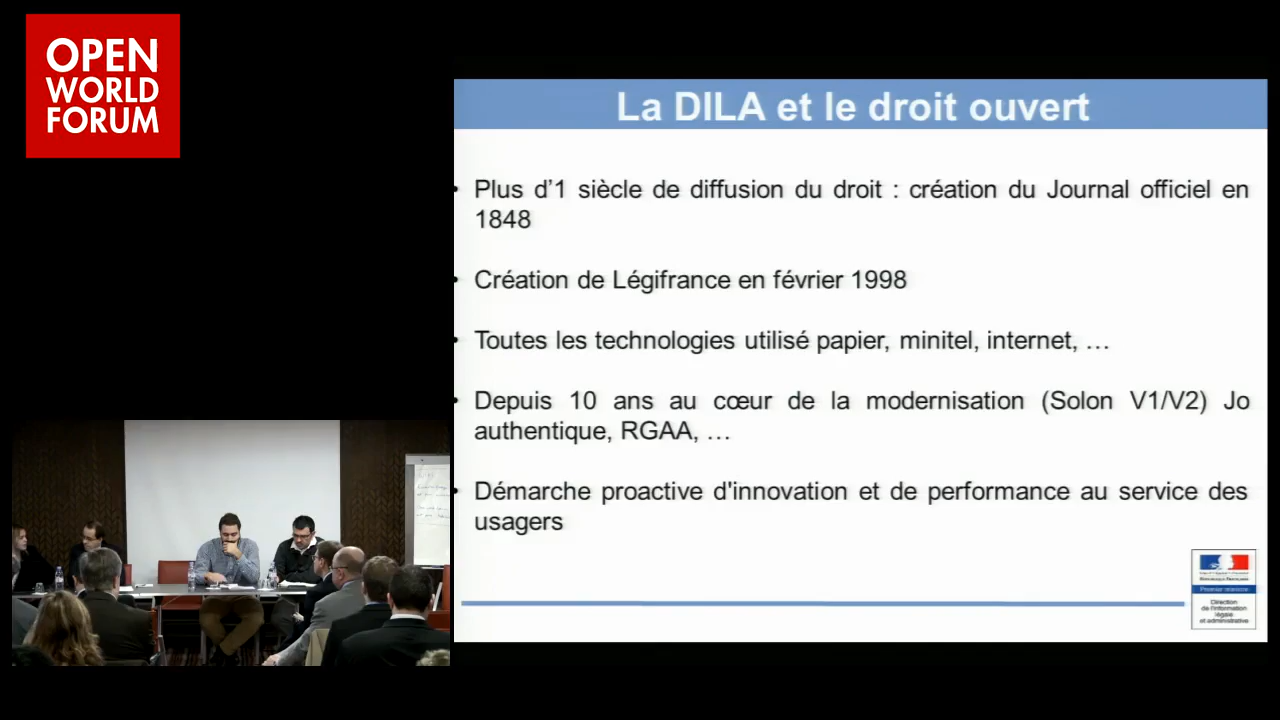 OPEN
WORLD
FORUM
La DILA et le droit ouvert
• Plus d’1 siècle de diffusion du droit : création du Journal officiel en
1848
• Création de Légifrance en février 1998
• Toutes les technologies utilisé papier, minitel, internet, …
• Depuis 10 ans au cœur de la modernisation (Solon V1/V2) Jo
authentique, RGAA, …
• Démarche proactive d'innovation et de performance au service des
usagers
Premier ministre
Direction
de l'information
légale
et administrative